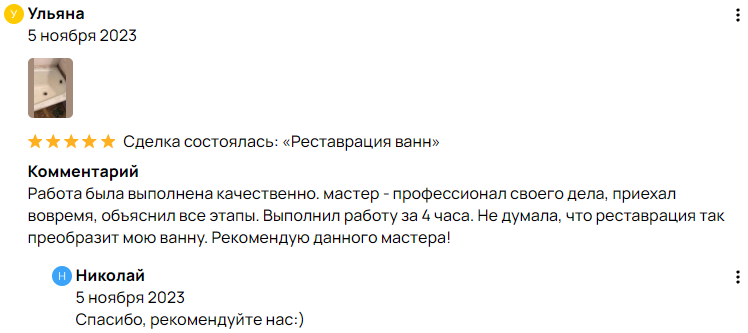 У Ульяна
5 ноября 2023
Сделка состоялась: «Реставрация ванн»
Комментарий
Работа была выполнена качественно. мастер - профессионал своего дела, приехал
вовремя, объяснил все этапы. Выполнил работу за 4 часа. Не думала, что реставрация так
преобразит мою ванну. Рекомендую данного мастера!
Н Николай
5 ноября 2023
Спасибо, рекомендуйте нас:)